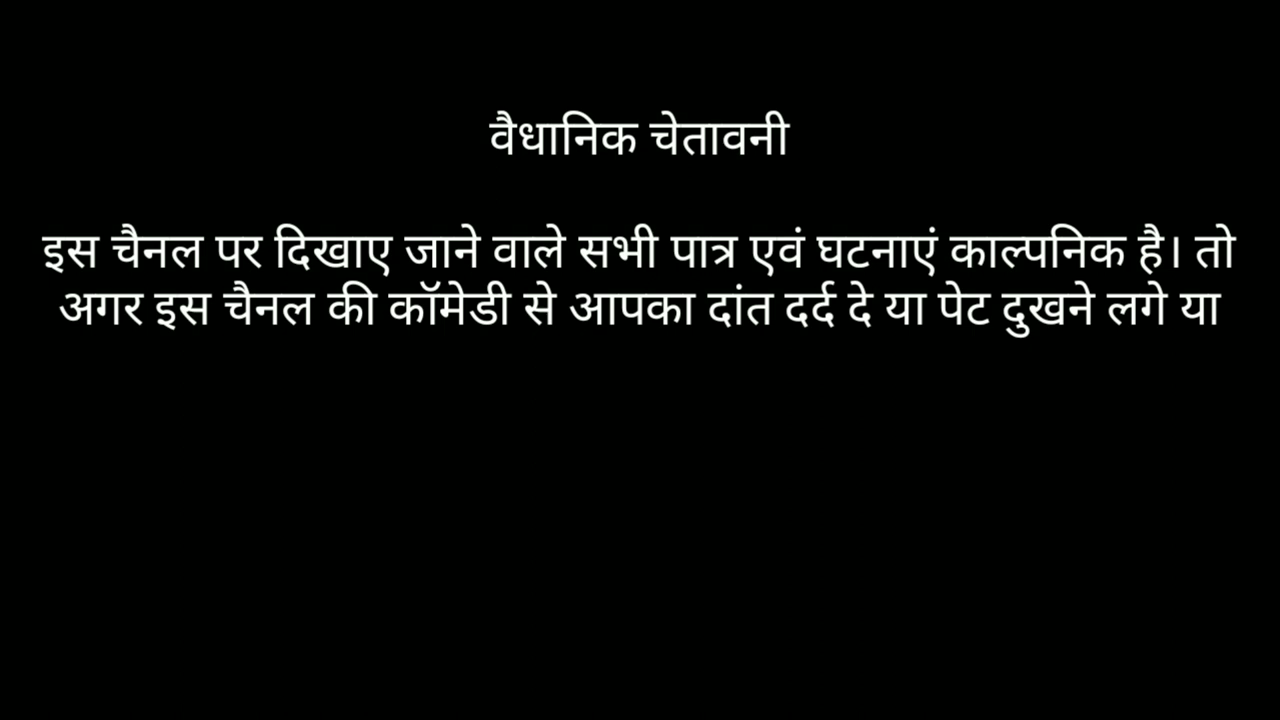 वैधानिक चेतावनी
इस चैनल पर दिखाए जाने वाले सभी पात्र एवं घटनाएं काल्पनिक है। तो
अगर इस चैनल की कॉमेडी से आपका दांत दर्द दे या पेट दुखने लगे या